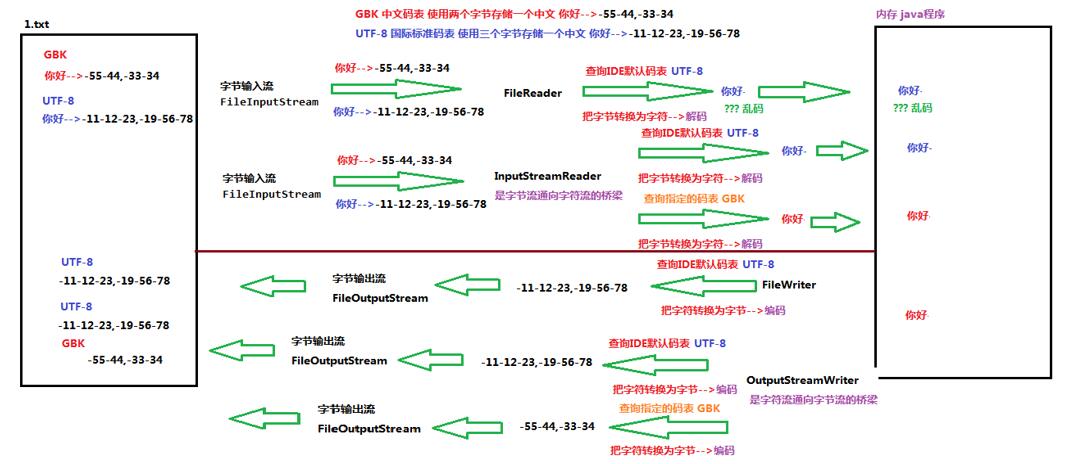 GBK 中文码表 使用两个字节存储一个中文 你好-->-55-44,-33-34
UTF-8 国际标准码表 使用三个字节存储一个中文 你好-->-11-12-23,-19-56-78
内存 java程序
1.txt
GBK
你好-->-55-44,-33-34
UTF-8
你好-->-11-12-23,-19-56-78
字节输入流
FileInputStream
你好-->-55-44,-33-34
你好-->-11-12-23,-19-56-78
FileReader
查询IDE默认码表 UTF-8
把字节转换为字符-->解码
你好-
??? 乱码
你好-
??? 乱码
字节输入流
FileInputStream
你好-->-55-44,-33-34
你好-->-11-12-23,-19-56-78
InputStreamReader
是字节流通向字符流的桥梁
查询IDE默认码表 UTF-8
把字节转换为字符-->解码
你好-
你好-
查询指定的码表 GBK
把字节转换为字符-->解码
你好
你好
UTF-8
-11-12-23,-19-56-78
UTF-8
-11-12-23,-19-56-78
GBK
-55-44,-33-34
字节输出流
FileOutputStream
-11-12-23,-19-56-78
查询IDE默认码表 UTF-8
把字符转换为字节-->编码
FileWriter
你好
字节输出流
FileOutputStream
-11-12-23,-19-56-78
查询IDE默认码表 UTF-8
把字符转换为字节-->编码
OutputStreamWriter
是字符流通向字节流的桥梁
字节输出流
FileOutputStream
-55-44,-33-34
查询指定的码表 GBK
把字符转换为字节-->编码